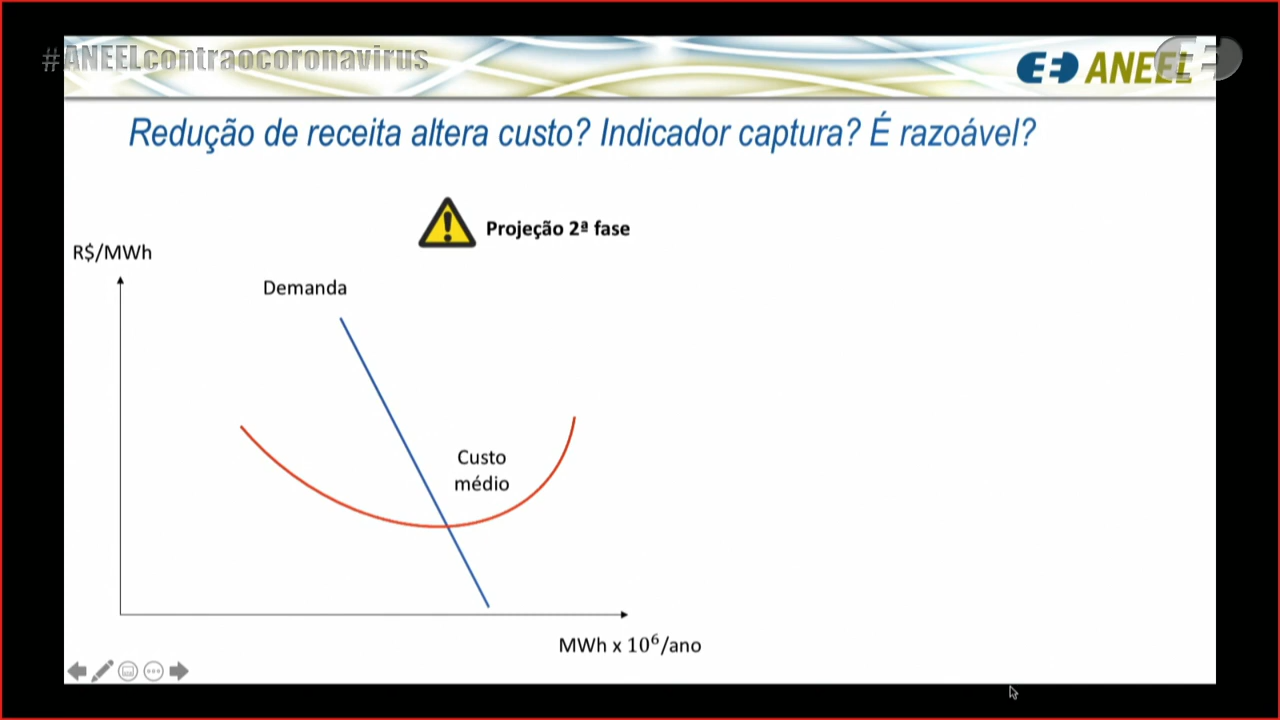 #ANEELcontraocoronavirus
ANEEL
Redução de receita altera custo? Indicador captura? É razoável?
Projeção 2ª fase
R$/MWh
Demanda
Custo
médio
MWh x 10⁶/ano